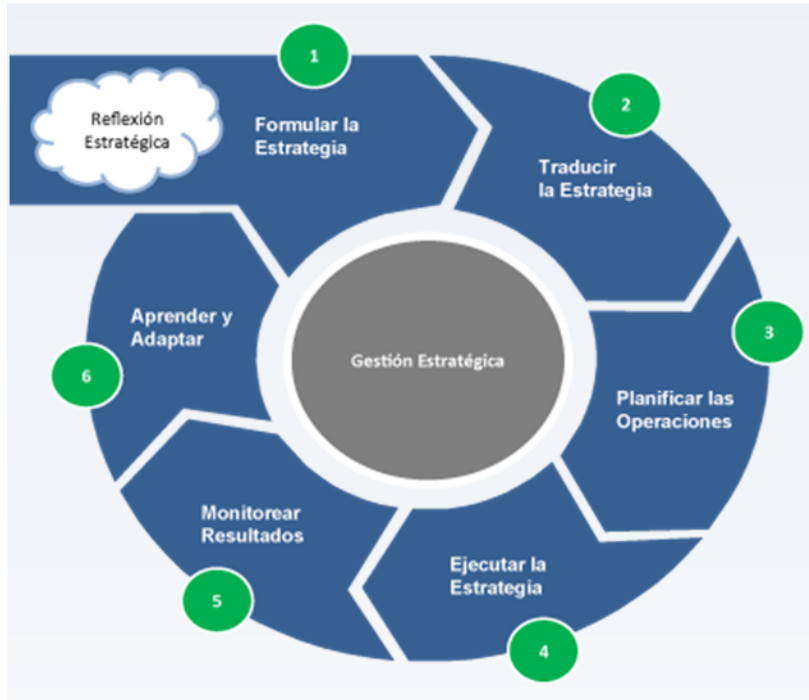 1
Reflexión
Estratégica
Formular la
Estrategia
2
Traducir
la Estrategia
3
Planificar las
Operaciones
4
Ejecutar la
Estrategia
5
Monitorear
Resultados
6
Aprender y
Adaptar
Gestión Estratégica